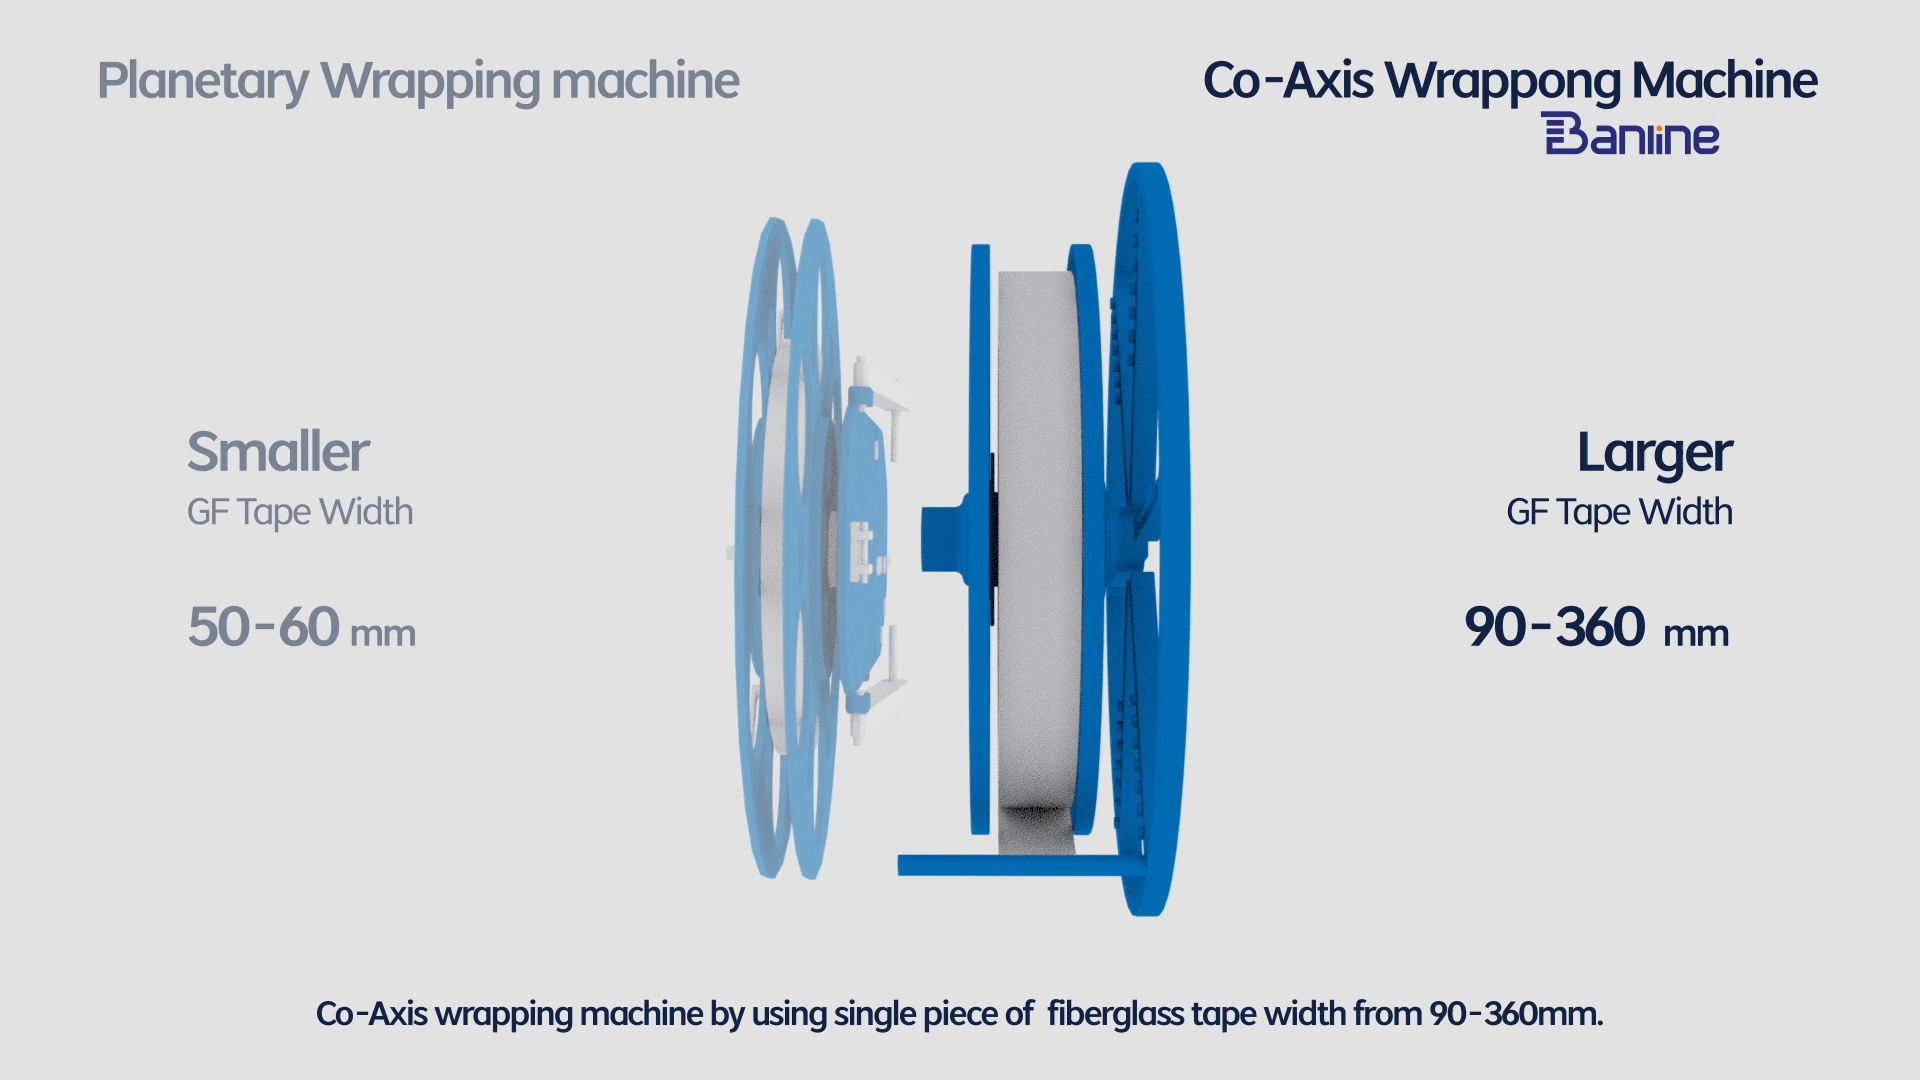 Planetary Wrapping machine
Co-Axis Wrappong Machine
Banline
Smaller
GF Tape Width
50-60 mm
Larger
GF Tape Width
90-360 mm
Co-Axis wrapping machine by using single piece of fiberglass tape width from 90-360mm.